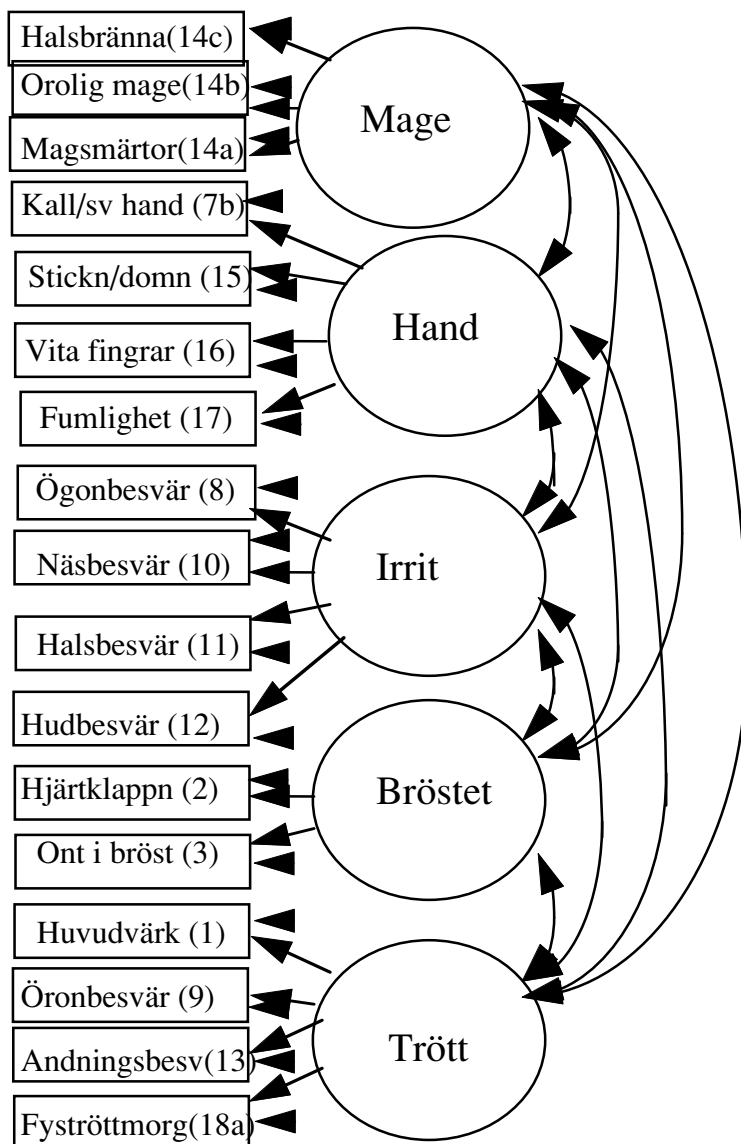 Halsbränna(14c)
Orolig mage(14b)
Mage
Magsmärtor(14a)
Kall/sv hand (7b)
Stickn/domn (15)
Hand
Vita fingrar (16)
Fumlighet (17)
Ögonbesvär (8)
Näsbesvär (10)
Irrit
Halsbesvär (11)
Hudbesvär (12)
Hjärtklappn (2)
Bröstet
Ont i bröst (3)
Huvudvärk (1)
Öronbesvär (9)
Trött
Andningsbesv(13)
Fyströttmorg(18a)